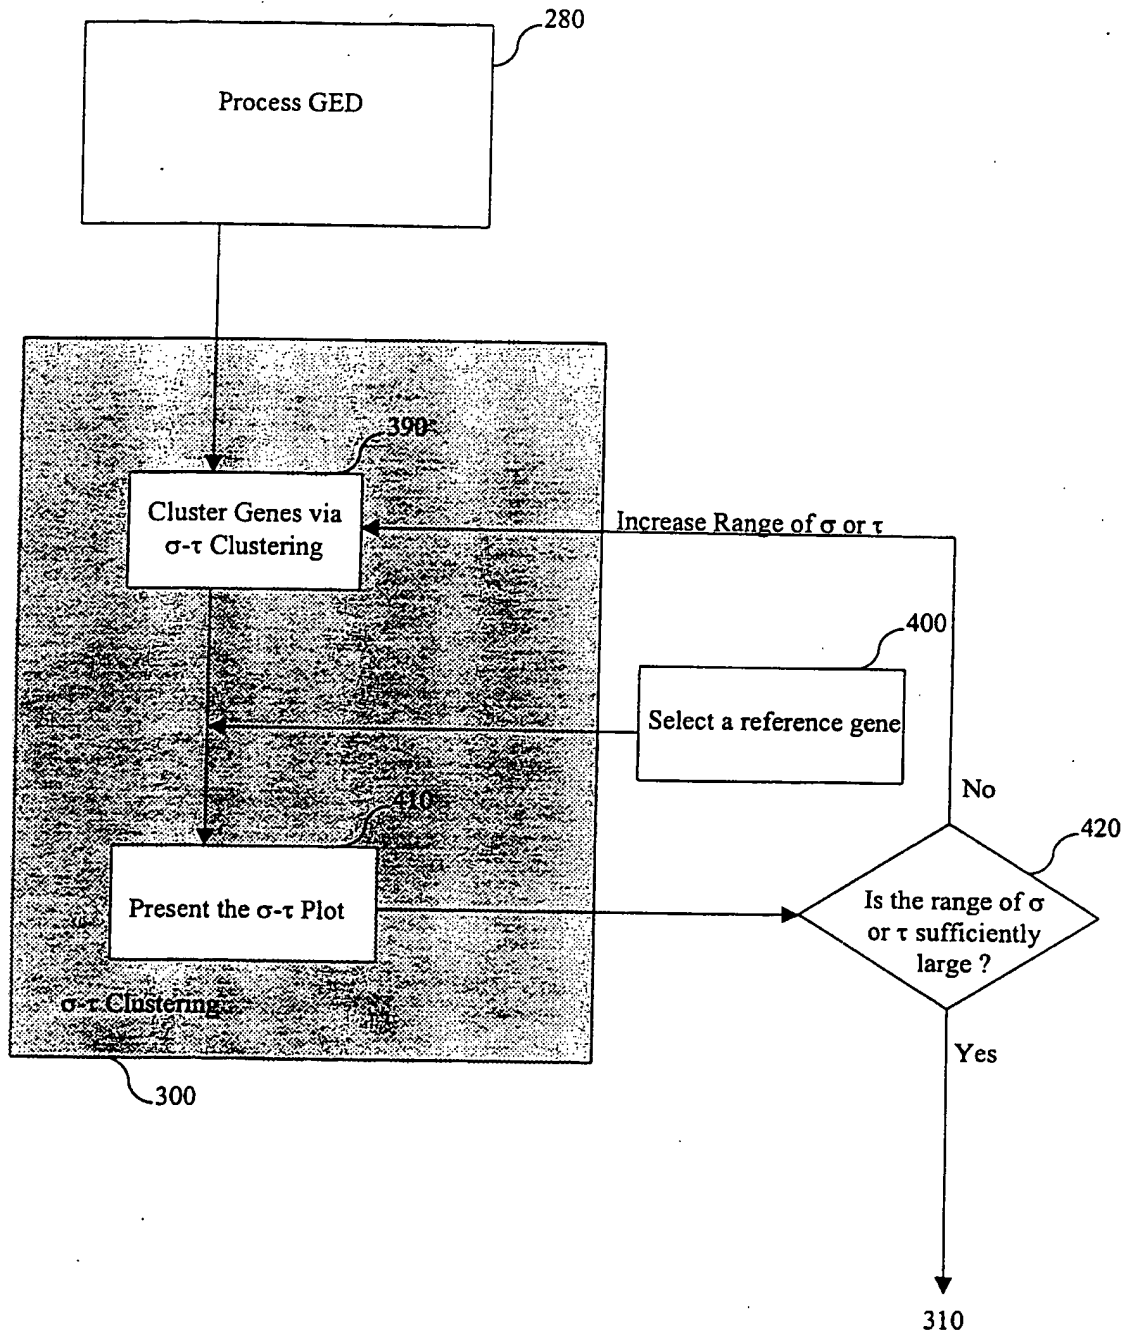 280
Process GED
390
Cluster Genes via
σ-τ Clustering
Increase Range of σ or τ
400
Select a reference gene
No
410
420
Present the σ-τ Plot
Is the range of σ
or τ sufficiently
large ?
σ-τ Clustering
Yes
300
310